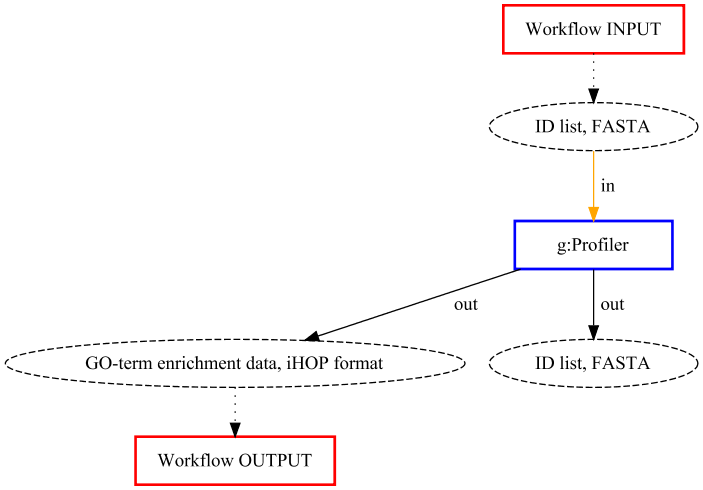 Workflow INPUT
ID list, FASTA
in
g:Profiler
out
out
GO-term enrichment data, iHOP format
ID list, FASTA
Workflow OUTPUT